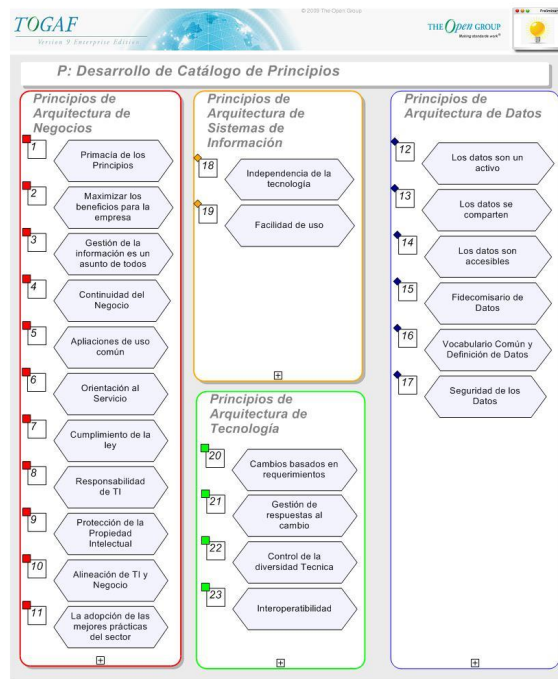 TOGAF
Version 9 Enterprise Edition
© 2009 The Open Group
THE Open GROUP
Making standards work®
P: Desarrollo de Catálogo de Principios
Principios de
Arquitectura de
Negocios
1
Primacía de los
Principios
2
Maximizar los
beneficios para la
empresa
3
Gestión de la
información es un
asunto de todos
4
Continuidad del
Negocio
5
Apliaciones de uso
común
6
Orientación al
Servicio
7
Cumplimiento de la
ley
8
Responsabilidad
de TI
9
Protección de la
Propiedad
Intelectual
10
Alineación de TI y
Negocio
11
La adopción de las
mejores prácticas
del sector
Principios de
Arquitectura de
Sistemas de
Información
18
Independencia de la
tecnología
19
Facilidad de uso
Principios de
Arquitectura de
Tecnología
20
Cambios basados en
requerimientos
21
Gestión de
respuestas al
cambio
22
Control de la
diversidad Tecnica
23
Interoperatibilidad
Principios de
Arquitectura de Datos
12
Los datos son un
activo
13
Los datos se
comparten
14
Los datos son
accesibles
15
Fidecomisario de
Datos
16
Vocabulario Común y
Definición de Datos
17
Seguridad de los
Datos